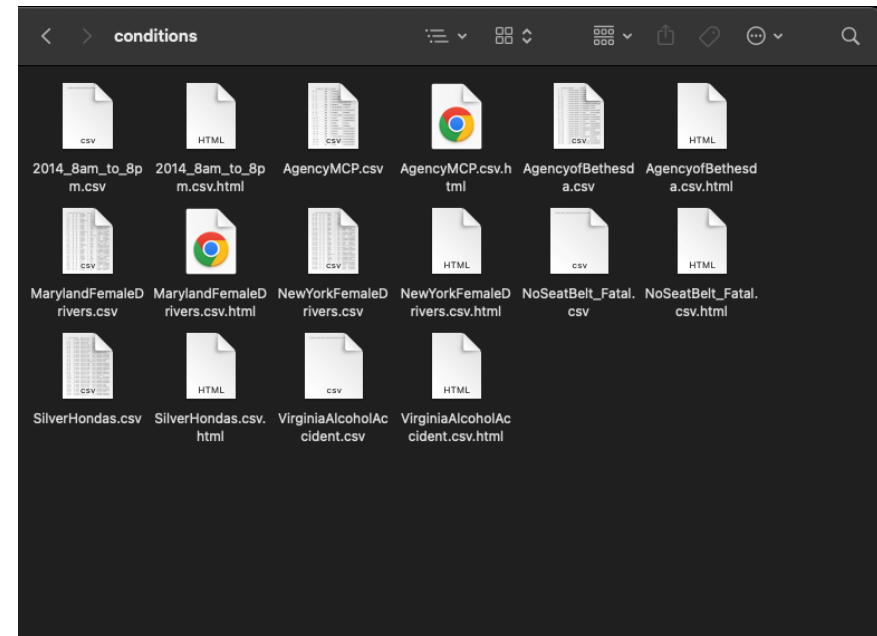 conditions
csv
HTML
csv
csv
HTML
2014_8am_to_8p
m.csv
2014_8am_to_8p
m.csv.html
AgencyMCP.csv
AgencyMCP.csv.h
tml
AgencyofBethesd
a.csv
AgencyofBethesd
a.csv.html
csv
csv
HTML
csv
HTML
MarylandFemaleD
rivers.csv
MarylandFemaleD
rivers.csv.html
NewYorkFemaleD
rivers.csv
NewYorkFemaleD
rivers.csv.html
NoSeatBelt_Fatal.
csv
NoSeatBelt_Fatal.
csv.html
csv
HTML
csv
HTML
SilverHondas.csv
SilverHondas.csv.
html
VirginiaAlcoholAc
cident.csv
VirginiaAlcoholAc
cident.csv.html